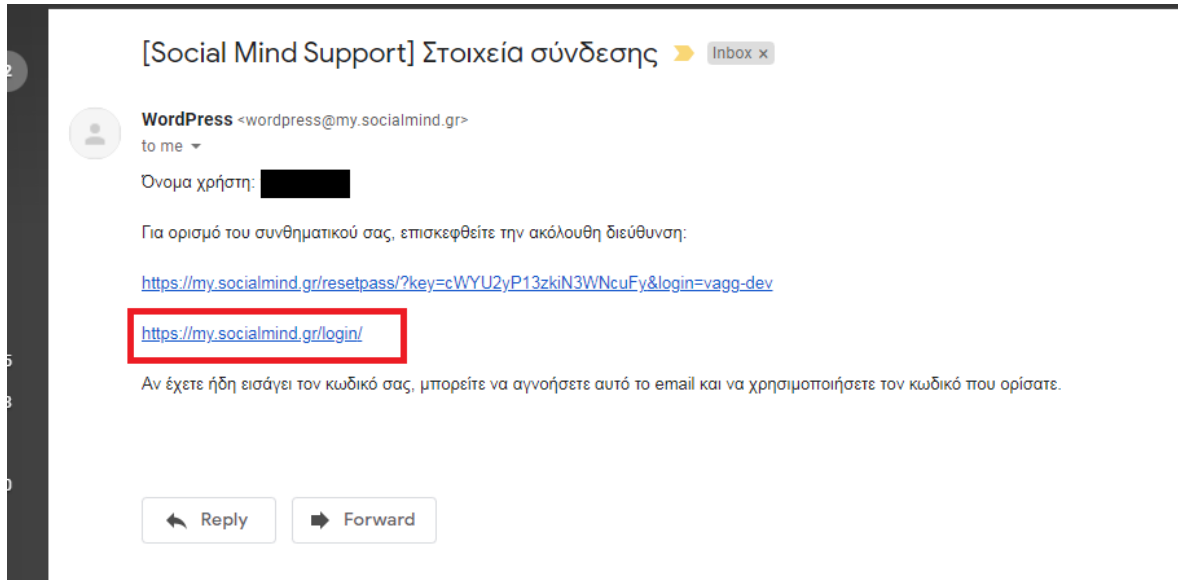 [Social Mind Support] Στοιχεία σύνδεσης Inbox x
2
WordPress <wordpress@my.socialmind.gr>
to me
Όνομα χρήστη:
Για ορισμό του συνθηματικού σας, επισκεφθείτε την ακόλουθη διεύθυνση:
https://my.socialmind.gr/resetpass/?key=cWYU2yP13zkiN3WNcuFy&login=vagg-dev
https://my.socialmind.gr/login/
Αν έχετε ήδη εισάγει τον κωδικό σας, μπορείτε να αγνοήσετε αυτό το email και να χρησιμοποιήσετε τον κωδικό που ορίσατε.
Reply Forward